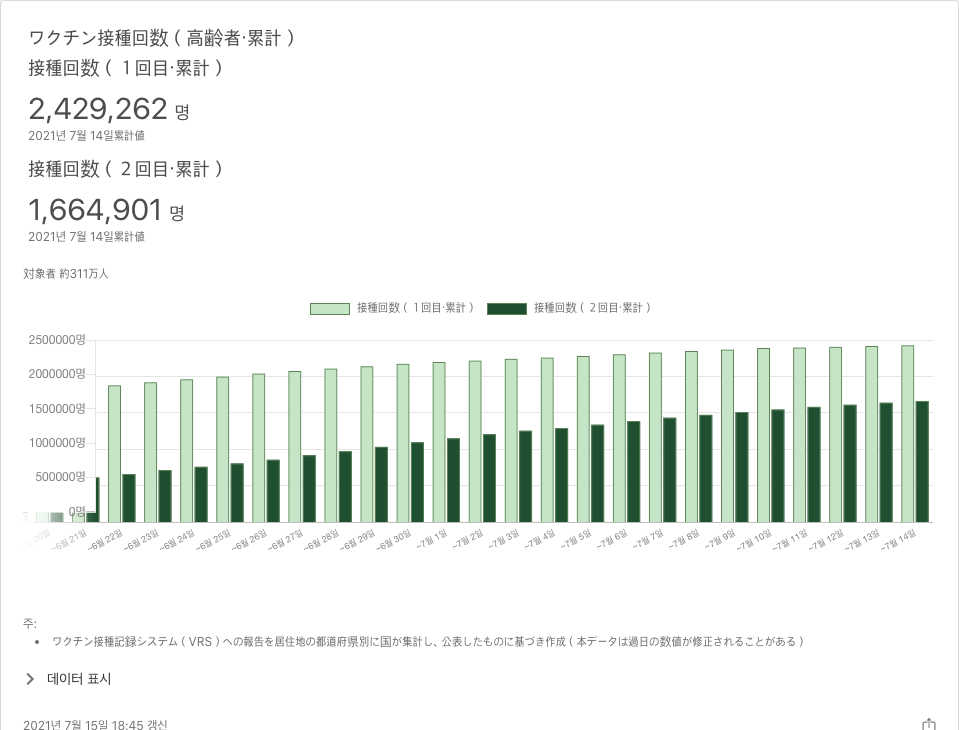 ワクチン接種回数 ( 高齢者·累計 )
接種回数 ( １回目·累計 )
2,429,262 명
2021년 7월 14일累計値
接種回数 ( ２回目·累計 )
1,664,901 명
2021년 7월 14일累計値
対象者 約311万人
接種回数 ( １回目·累計 ) 接種回数 ( ２回目·累計 )
2500000명
2000000명
1500000명
1000000명
500000명
0명
~6월 21일 ~6월 22일 ~6월 23일 ~6월 24일 ~6월 25일 ~6월 26일 ~6월 27일 ~6월 28일 ~6월 29일 ~6월 30일 ~7월 1일 ~7월 2일 ~7월 3일 ~7월 4일 ~7월 5일 ~7월 6일 ~7월 7일 ~7월 8일 ~7월 9일 ~7월 10일 ~7월 11일 ~7월 12일 ~7월 13일 ~7월 14일
주:
• ワクチン接種記録システム ( VRS ) への報告を居住地の都道府県別に国が集計し、公表したものに基づき作成 ( 本データは過日の数値が修正されることがある )
데이터 표시
2021년 7월 15일 18:45 갱신